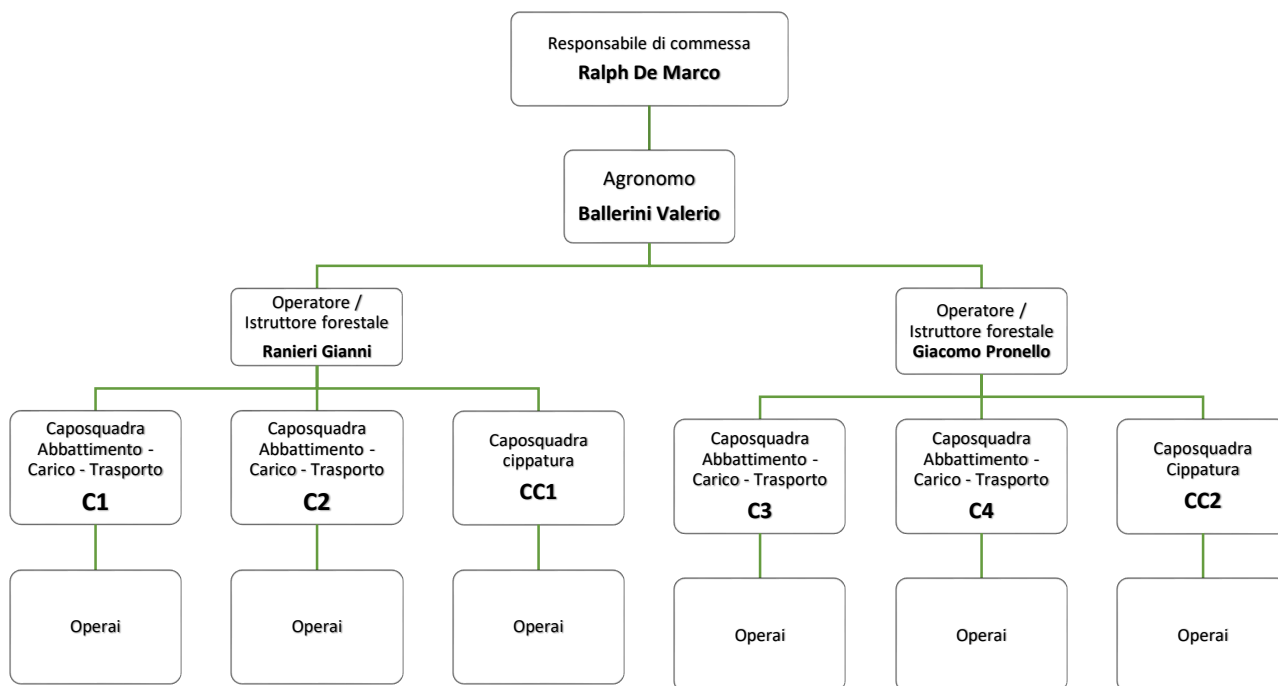 Responsabile di commessa
Ralph De Marco
Agronomo
Ballerini Valerio
Operatore /
Istruttore forestale
Ranieri Gianni
Operatore /
Istruttore forestale
Giacomo Pronello
Caposquadra
Abbattimento -
Carico - Trasporto
C1
Caposquadra
Abbattimento -
Carico - Trasporto
C2
Caposquadra
cippatura
CC1
Caposquadra
Abbattimento -
Carico - Trasporto
C3
Caposquadra
Abbattimento -
Carico - Trasporto
C4
Caposquadra
Cippatura
CC2
Operai
Operai
Operai
Operai
Operai
Operai